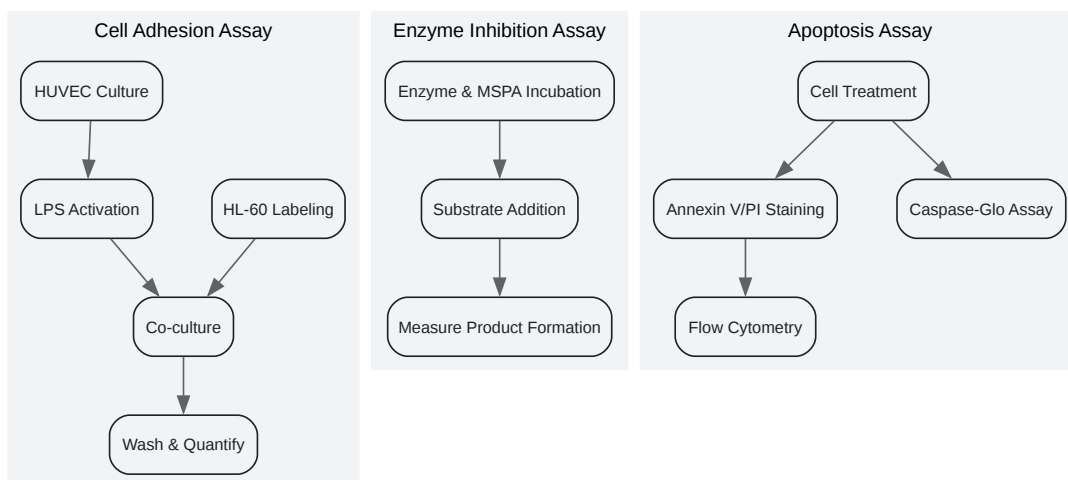 Cell Adhesion Assay
HUVEC Culture
LPS Activation
HL-60 Labeling
Co-culture
Wash & Quantify
Enzyme Inhibition Assay
Enzyme & MSPA Incubation
Substrate Addition
Measure Product Formation
Apoptosis Assay
Cell Treatment
Annexin V/PI Staining
Caspase-Glo Assay
Flow Cytometry